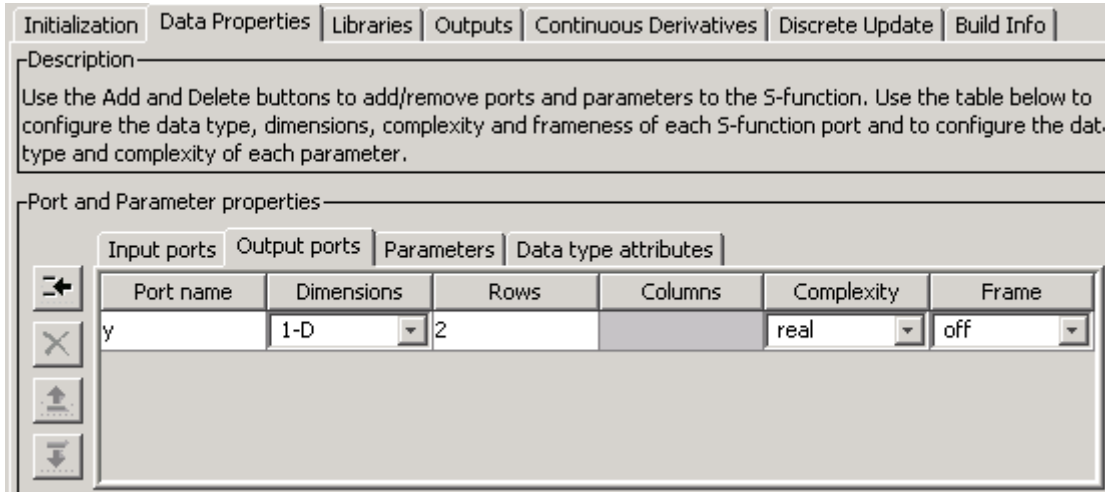 Initialization Data Properties Libraries Outputs Continuous Derivatives Discrete Update Build Info
Description
Use the Add and Delete buttons to add/remove ports and parameters to the S-function. Use the table below to
configure the data type, dimensions, complexity and frameness of each S-function port and to configure the
type and complexity of each parameter.
Port and Parameter properties
Input ports Output ports Parameters Data type attributes
Port name Dimensions Rows Columns Complexity Frame
y 1-D 2 real off